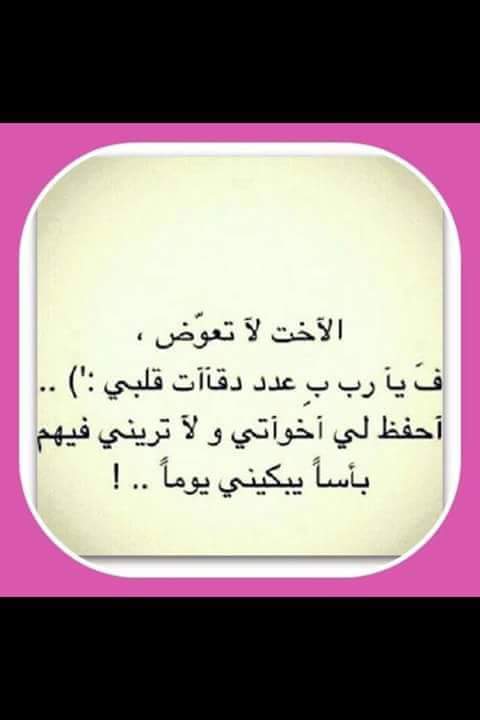 الآخت لآ تعوّض ،
فَ يآ رب بِ عدد دقآآت قلبي :') ..
آحفظ لي آخوآتي و لآ تريني فيهم
بأساً يبكيني يوماً .. !